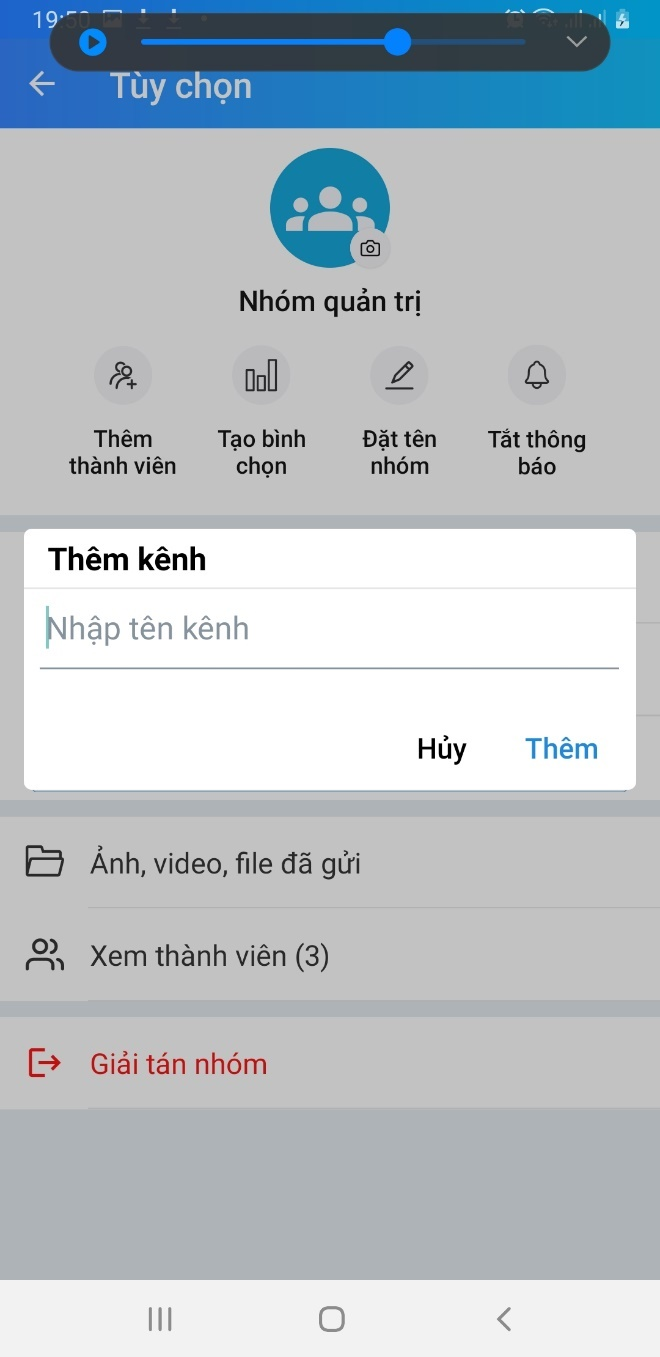 19:50
Tùy chọn
Nhóm quản trị
Thêm
thành viên
Tạo bình
chọn
Đặt tên
nhóm
Tắt thông
báo
Thêm kênh
Nhập tên kênh
Hủy
Thêm
Ảnh, video, file đã gửi
Xem thành viên (3)
Giải tán nhóm